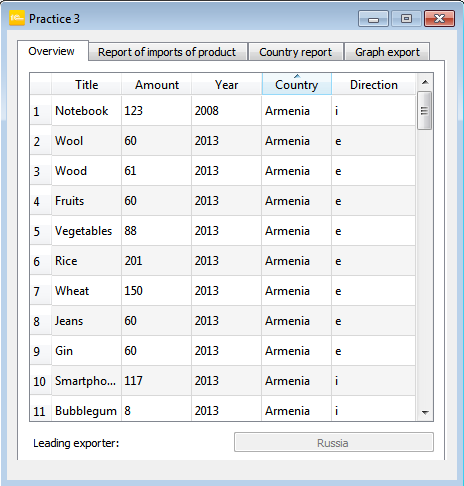 Practice 3
Overview Report of imports of product Country report Graph export
Title Amount Year Country Direction
1 Notebook 123 2008 Armenia i
2 Wool 60 2013 Armenia e
3 Wood 61 2013 Armenia e
4 Fruits 60 2013 Armenia e
5 Vegetables 88 2013 Armenia e
6 Rice 201 2013 Armenia e
7 Wheat 150 2013 Armenia e
8 Jeans 60 2013 Armenia e
9 Gin 60 2013 Armenia e
10 Smartpho... 117 2013 Armenia i
11 Bubblegum 8 2013 Armenia i
Leading exporter: Russia